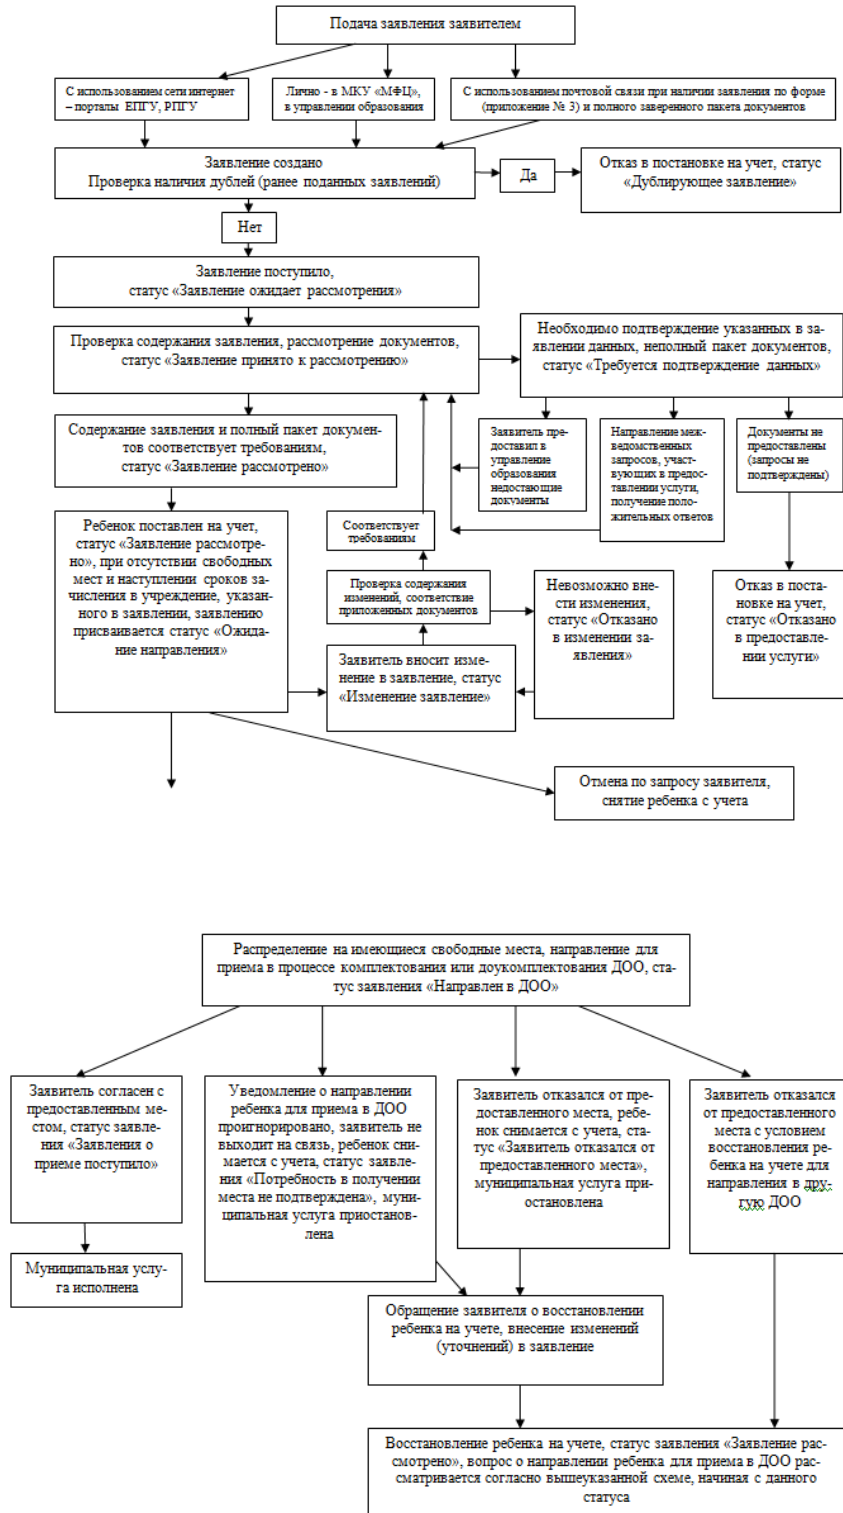 Подача заявления заявителем
С использованием сети интернет
– порталы ЕПГУ, РПГУ
Лично - в МКУ «МФЦ»,
в управлении образования
С использованием почтовой связи при наличии заявления по форме
(приложение № 3) и полного заверенного пакета документов
Заявление создано
Проверка наличия дублей (ранее поданных заявлений)
Да
Отказ в постановке на учет, статус
«Дублирующее заявление»
Нет
Заявление поступило,
статус «Заявление ожидает рассмотрения»
Проверка содержания заявления, рассмотрение документов,
статус «Заявление принято к рассмотрению»
Необходимо подтверждение указанных в за-
явлении данных, неполный пакет документов,
статус «Требуется подтверждение данных»
Содержание заявления и полный пакет докумен-
тов соответствует требованиям,
статус «Заявление рассмотрено»
Заявитель пре-
доставил в
управление
образования
недостающие
документы
Направление меж-
ведомственных
запросов, участ-
вующих в предос-
тавлении услуги,
получение поло-
жительных ответов
Документы не
предоставлены
(запросы не
подтверждены)
Ребенок поставлен на учет,
статус «Заявление рассмотре-
но», при отсутствии свободных
мест и наступлении сроков за-
числения в учреждение, указан-
ного в заявлении, заявлению
присваивается статус «Ожида-
ние направления»
Соответствует
требованиям
Проверка содержания
изменений, соответствие
приложенных документов
Невозможно вне-
сти изменения,
статус «Отказано
в изменении за-
явления»
Отказ в поста-
новке на учет,
статус «Отказано
в предоставле-
нии услуги»
Заявитель вносит изме-
нение в заявление, статус
«Изменение заявление»
Отмена по запросу заявителя,
снятие ребенка с учета
Распределение на имеющиеся свободные места, направление для
приема в процессе комплектования или доукомплектования ДОО, ста-
тус заявления «Направлен в ДОО»
Заявитель согласен с
предоставленным ме-
стом, статус заявле-
ния «Заявления о
приеме поступило»
Уведомление о направлении
ребенка для приема в ДОО
проигнорировано, заявитель не
выходит на связь, ребенок сни-
мается с учета, статус заявле-
ния «Потребность в получении
места не подтверждена», муни-
ципальная услуга приостанов-
лена
Заявитель отказался от пре-
доставленного места, ребе-
нок снимается с учета, ста-
тус «Заявитель отказался от
предоставленного места»,
муниципальная услуга при-
остановлена
Заявитель отказался
от предоставленного
места с условием
восстановления ре-
бенка на учете для
направления в дру-
гую ДОО
Муниципальная услу-
га исполнена
Обращение заявителя о восстановлении
ребенка на учете, внесение изменений
(уточнений) в заявление
Восстановление ребенка на учете, статус заявления «Заявление рас-
смотрено», вопрос о направлении ребенка для приема в ДОО рас-
сматривается согласно вышеуказанной схеме, начиная с данного
статуса